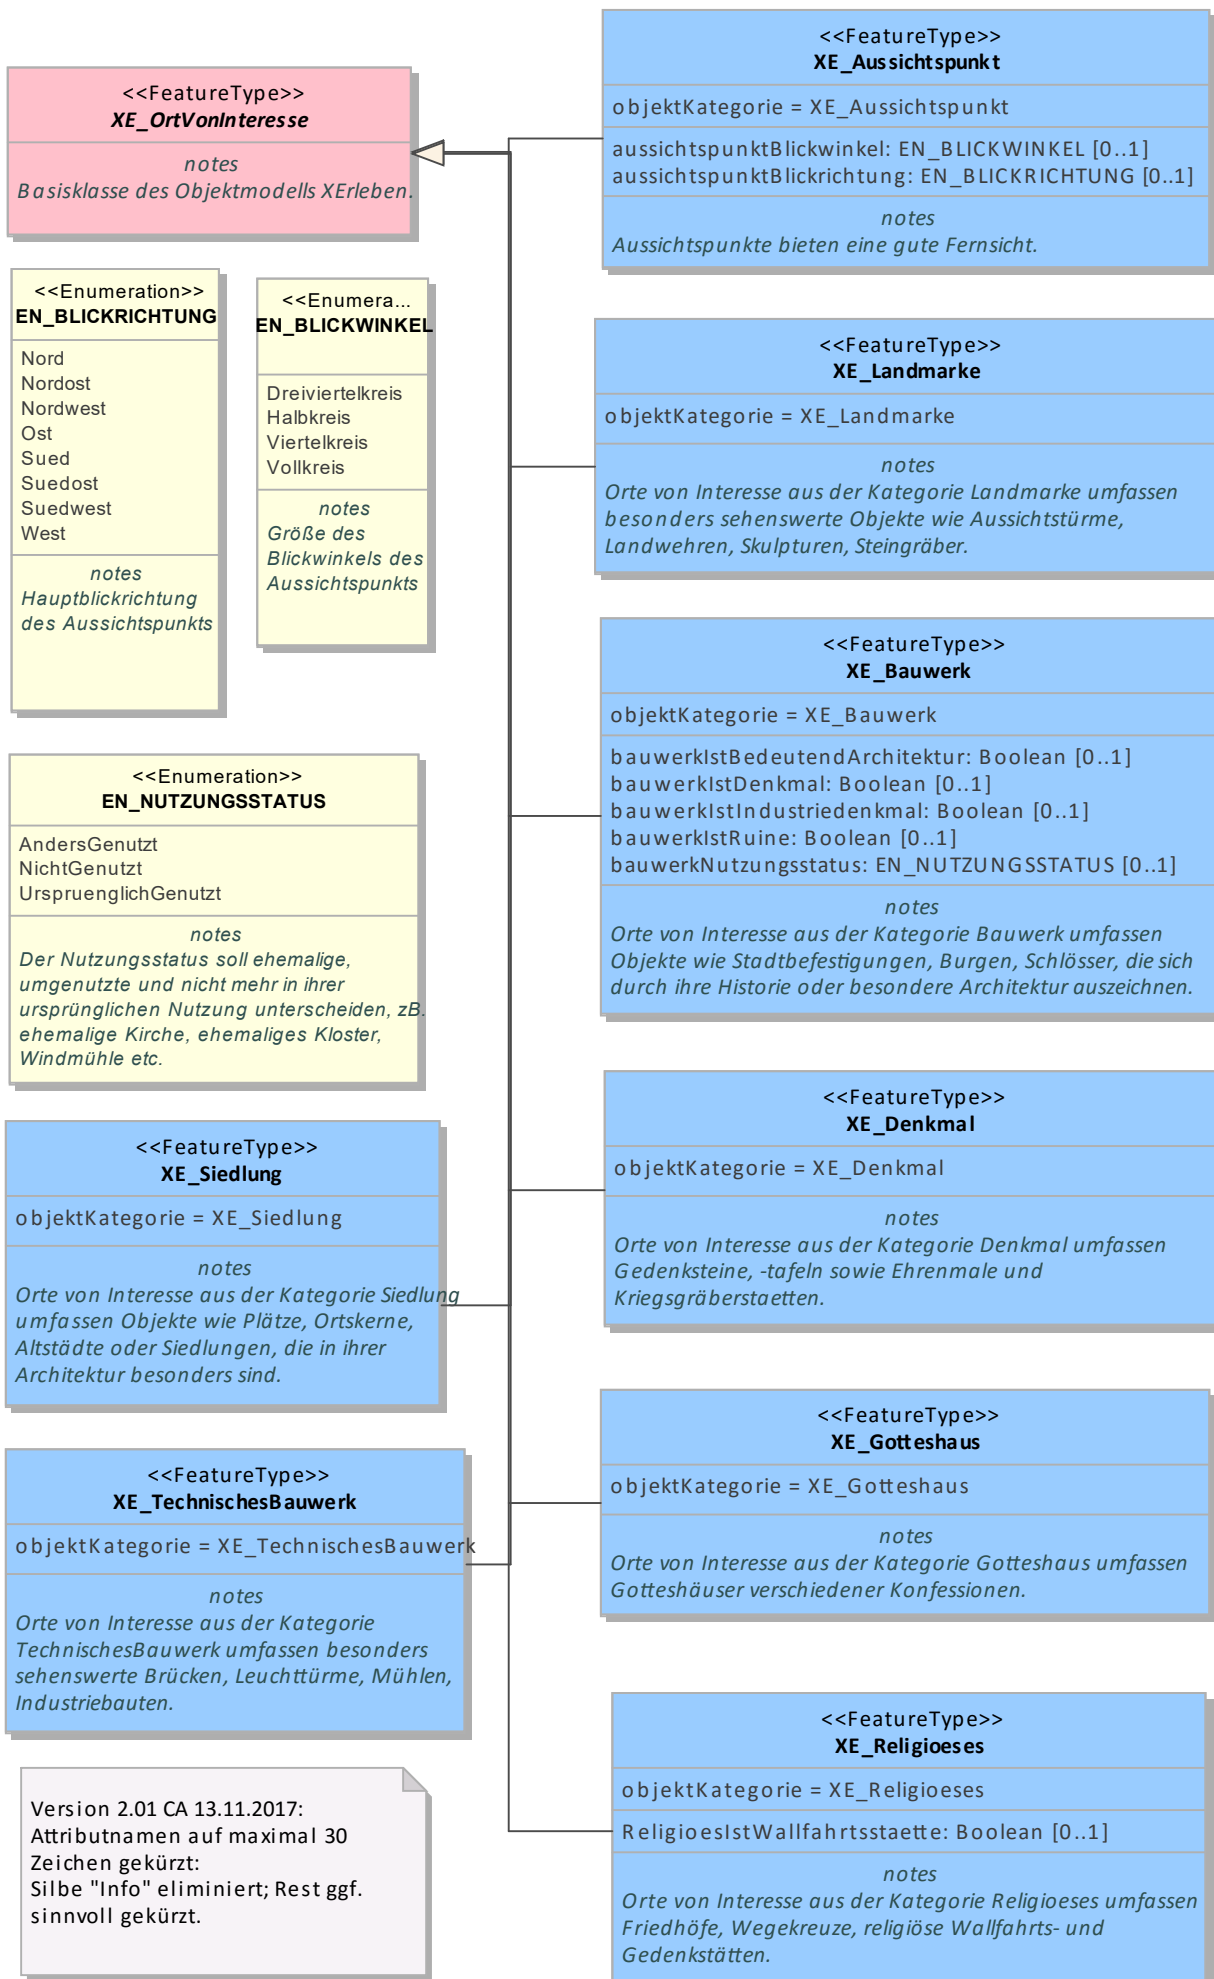 <<FeatureType>>
XE_OrtVonInteresse
notes
Basisklasse des Objektmodells XErleben.
<<FeatureType>>
XE_Aussichtspunkt
objektKategorie = XE_Aussichtspunkt
aussichtspunktBlickwinkel: EN_BLICKWINKEL [0..1]
aussichtspunktBlickrichtung: EN_BLICKRICHTUNG [0..1]
notes
Aussichtspunkte bieten eine gute Fernsicht.
<<Enumeration>>
EN_BLICKRICHTUNG
Nord
Nordost
Nordwest
Ost
Sued
Suedost
Suedwest
West
notes
Hauptblickrichtung
des Aussichtspunkts
<<Enumera...
EN_BLICKWINKEL
Dreiviertelkreis
Halbkreis
Viertelkreis
Vollkreis
notes
Größe des
Blickwinkels des
Aussichtspunkts
<<FeatureType>>
XE_Landmarke
objektKategorie = XE_Landmarke
notes
Orte von Interesse aus der Kategorie Landmarke umfassen
besonders sehenswerte Objekte wie Aussichtstürme,
Landwehren, Skulpturen, Steingräber.
<<FeatureType>>
XE_Bauwerk
objektKategorie = XE_Bauwerk
bauwerkIstBedeutendArchitektur: Boolean [0..1]
bauwerkIstDenkmal: Boolean [0..1]
bauwerkIstIndustriedenkmal: Boolean [0..1]
bauwerkIstRuine: Boolean [0..1]
bauwerkNutzungsstatus: EN_NUTZUNGSSTATUS [0..1]
notes
Orte von Interesse aus der Kategorie Bauwerk umfassen
Objekte wie Stadtbefestigungen, Burgen, Schlösser, die sich
durch ihre Historie oder besondere Architektur auszeichnen.
<<Enumeration>>
EN_NUTZUNGSSTATUS
AndersGenutzt
NichtGenutzt
UrspruenglichGenutzt
notes
Der Nutzungsstatus soll ehemalige,
umgenutzte und nicht mehr in ihrer
ursprünglichen Nutzung unterscheiden, zB.
ehemalige Kirche, ehemaliges Kloster,
Windmühle etc.
<<FeatureType>>
XE_Denkmal
objektKategorie = XE_Denkmal
notes
Orte von Interesse aus der Kategorie Denkmal umfassen
Gedenksteine, -tafeln sowie Ehrenmale und
Kriegsgräberstaetten.
<<FeatureType>>
XE_Siedlung
objektKategorie = XE_Siedlung
notes
Orte von Interesse aus der Kategorie Siedlung
umfassen Objekte wie Plätze, Ortskerne,
Altstädte oder Siedlungen, die in ihrer
Architektur besonders sind.
<<FeatureType>>
XE_Gotteshaus
objektKategorie = XE_Gotteshaus
notes
Orte von Interesse aus der Kategorie Gotteshaus umfassen
Gotteshäuser verschiedener Konfessionen.
<<FeatureType>>
XE_TechnischesBauwerk
objektKategorie = XE_TechnischesBauwerk
notes
Orte von Interesse aus der Kategorie
TechnischesBauwerk umfassen besonders
sehenswerte Brücken, Leuchttürme, Mühlen,
Industriebauten.
<<FeatureType>>
XE_Religioeses
objektKategorie = XE_Religioeses
ReligioesIstWallfahrtsstaette: Boolean [0..1]
notes
Orte von Interesse aus der Kategorie Religioeses umfassen
Friedhöfe, Wegekreuze, religiöse Wallfahrts- und
Gedenkstätten.
Version 2.01 CA 13.11.2017:
Attributnamen auf maximal 30
Zeichen gekürzt:
Silbe "Info" eliminiert; Rest ggf.
sinnvoll gekürzt.